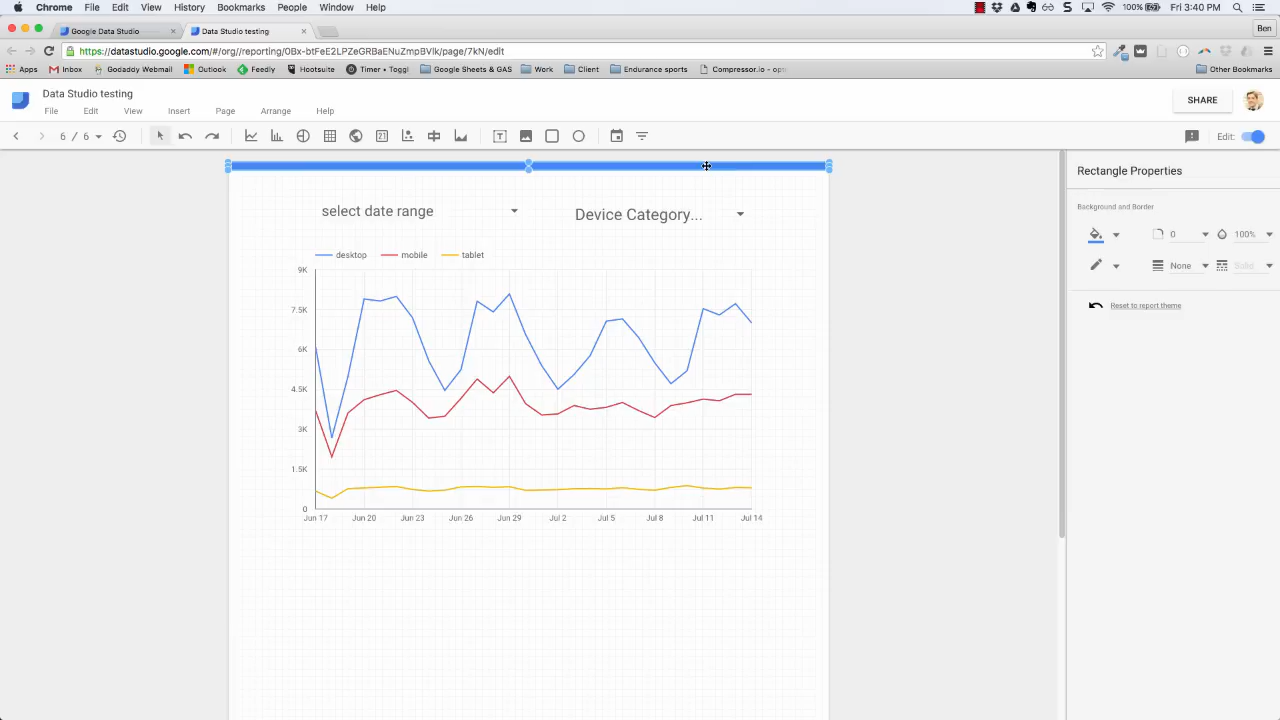 Chrome File Edit View History Bookmarks People Window Help 100% Fri 3:40 PM
Google Data Studio Data Studio testing Ben
https://datastudio.google.com/#/org//reporting/0Bx-btFeE2LPZeGRBaENuZmpBVlk/page/7kN/edit
Apps Inbox Godaddy Webmail Outlook Feedly Hootsuite Timer • Toggl Google Sheets & GAS Work Client Endurance sports Compressor.io - opt Other Bookmarks
Data Studio testing
SHARE
File Edit View Insert Page Arrange Help
6 / 6 Edit:
Rectangle Properties
Background and Border
select date range Device Category...
0 100%
desktop mobile tablet
None Solid
9K
Reset to report theme
7.5K
6K
4.5K
3K
1.5K
0
Jun 17 Jun 20 Jun 23 Jun 26 Jun 29 Jul 2 Jul 5 Jul 8 Jul 11 Jul 14